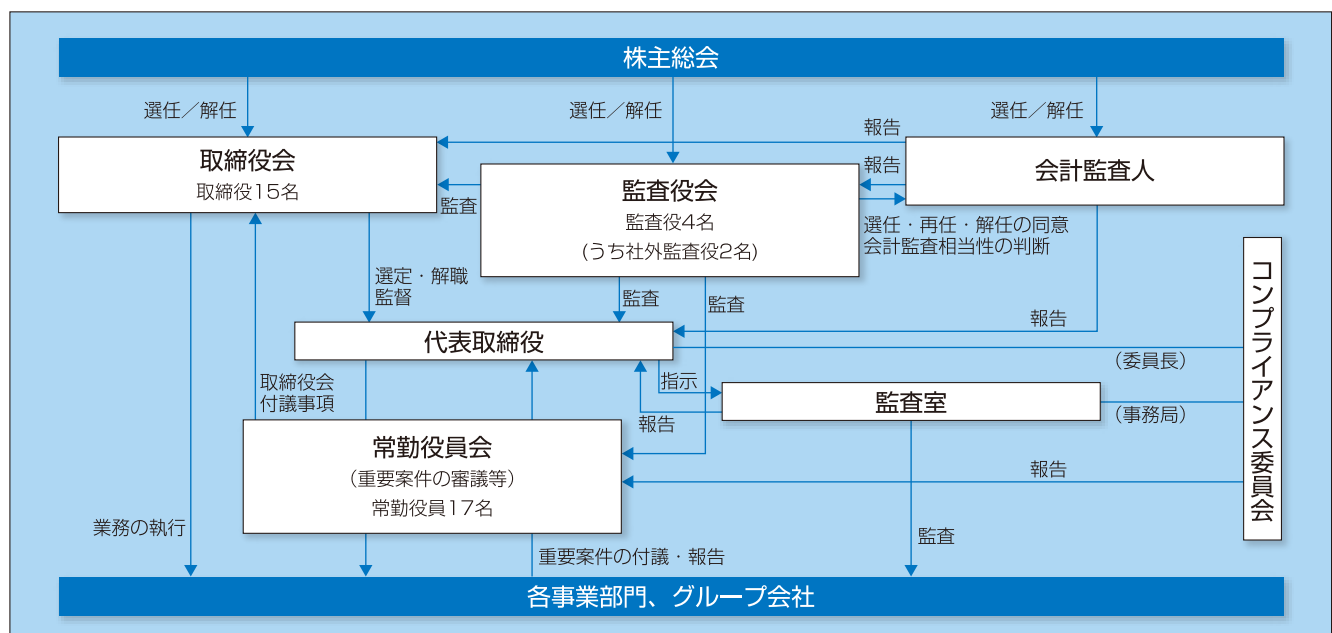 株主総会
選任／解任
選任／解任
選任／解任
取締役会
取締役15名
報告
報告
会計監査人
監査役会
監査役4名
(うち社外監査役2名)
監査
選任・再任・解任の同意
会計監査相当性の判断
選定・解職
監督
監査
監査
報告
コンプライアンス委員会
代表取締役
（委員長）
取締役会
付議事項
指示
監査室
（事務局）
報告
常勤役員会
（重要案件の審議等）
常勤役員17名
報告
業務の執行
重要案件の付議・報告
監査
各事業部門、グループ会社